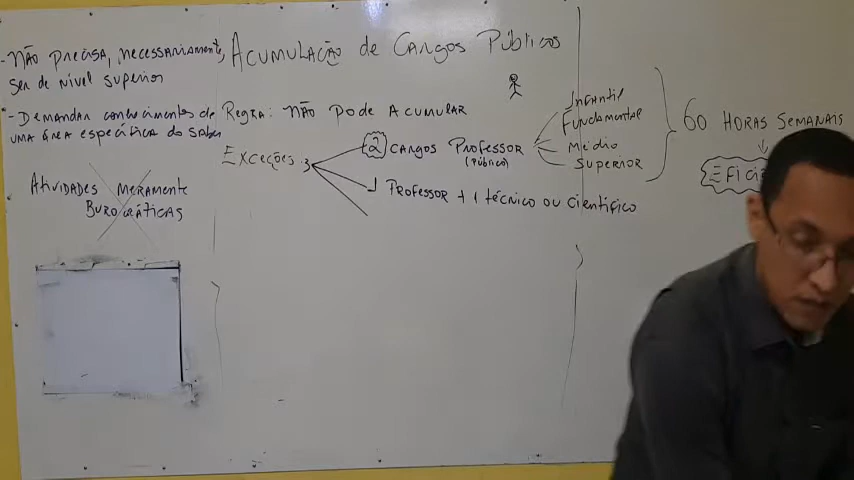 Acumulação de Cargos Públicos
- Não precisa, necessariamente,
ser de nível superior
- Demandar conhecimentos de
uma área específica do saber
Atividades meramente
burocráticas
Regra: Não pode acumular
Exceções: 3
2 cargos Professor
(Público)
Infantil
Fundamental
Médio
Superior
60 horas semanais
1 Professor + 1 técnico ou científico